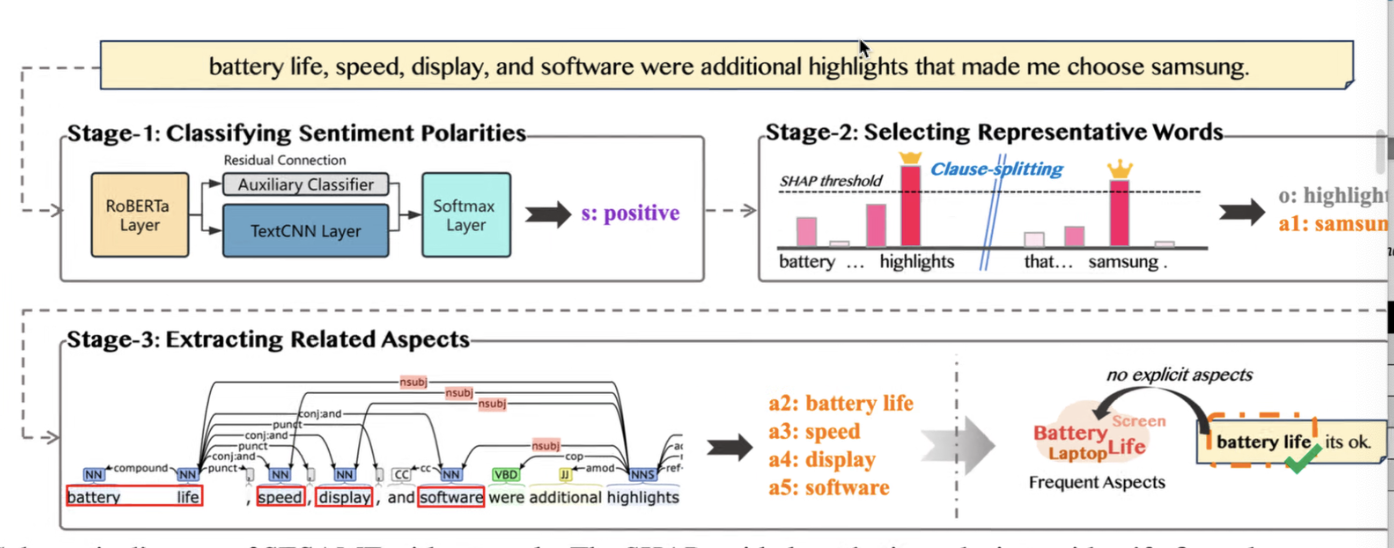 battery life, speed, display, and software were additional highlights that made me choose samsung.
Stage-1: Classifying Sentiment Polarities
Residual Connection
RoBERTa
Layer
Auxiliary Classifier
TextCNN Layer
Softmax
Layer
s: positive
Stage-2: Selecting Representative Words
SHAP threshold
Clause-splitting
battery ... highlights that... samsung .
o: highlight
a1: samsun
Stage-3: Extracting Related Aspects
nsubj
nsubj
nsubj
conj:and
punct
conj:and
punct
conj:and
punct
nsubj
cop
compound
cc
amod
ref
NN NN , NN , NN , CC NN VBD JJ NNS
battery life , speed , display , and software were additional highlights
a2: battery life
a3: speed
a4: display
a5: software
no explicit aspects
Screen
Battery
Life
Laptop
Frequent Aspects
battery life, its ok.